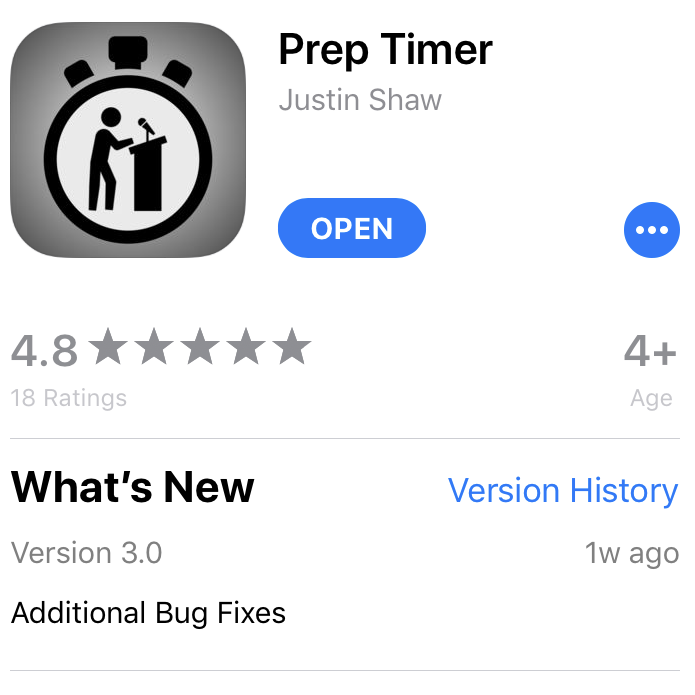 Prep Timer
Justin Shaw
OPEN
4.8
4+
18 Ratings
Age
What’s New
Version History
Version 3.0
1w ago
Additional Bug Fixes